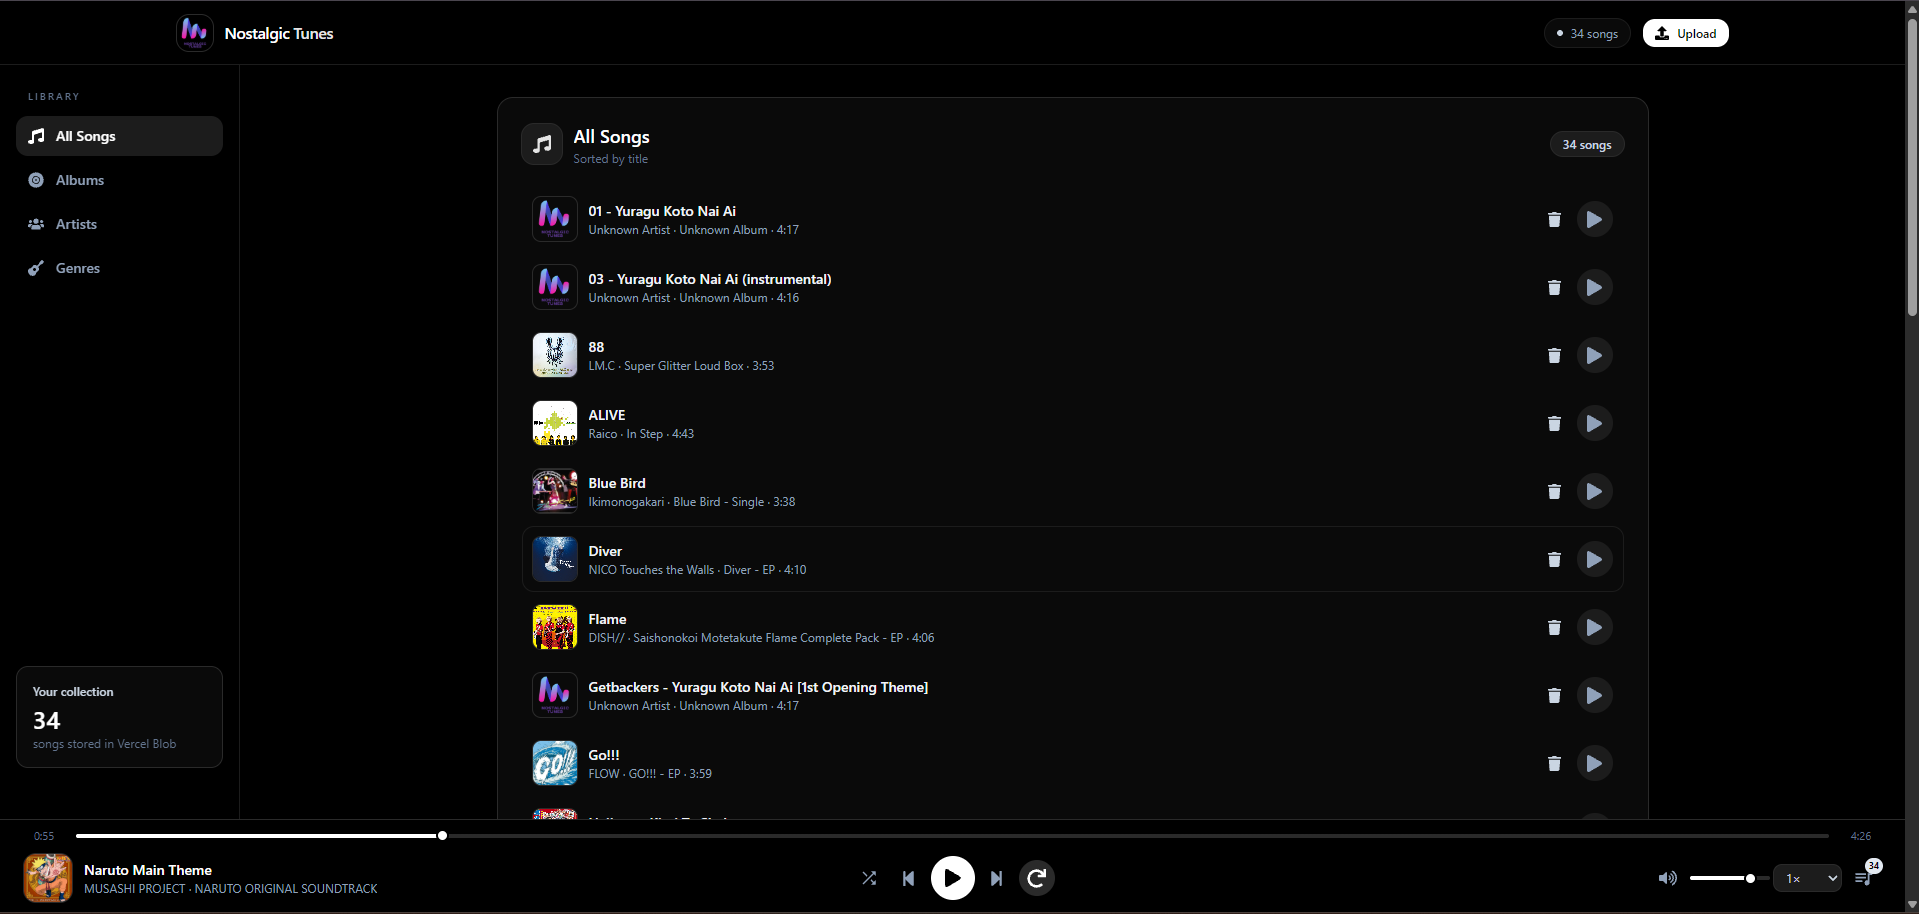 Nostalgic Tunes
34 songs
Upload
LIBRARY
All Songs
Albums
Artists
Genres
Your collection
34
songs stored in Vercel Blob
All Songs
Sorted by title
34 songs
01 - Yuragu Koto Nai Ai
Unknown Artist · Unknown Album · 4:17
03 - Yuragu Koto Nai Ai (instrumental)
Unknown Artist · Unknown Album · 4:16
88
LM.C · Super Glitter Loud Box · 3:53
ALIVE
Raico · In Step · 4:43
Blue Bird
Ikimonogakari · Blue Bird - Single · 3:38
Diver
NICO Touches the Walls · Diver - EP · 4:10
Flame
DISH// · Saishonokoi Motetakute Flame Complete Pack - EP · 4:06
Getbackers - Yuragu Koto Nai Ai [1st Opening Theme]
Unknown Artist · Unknown Album · 4:17
GO!!!
Go!!!
FLOW · GO!!! - EP · 3:59
0:55
4:26
Naruto Main Theme
MUSASHI PROJECT · NARUTO ORIGINAL SOUNDTRACK
1×
34